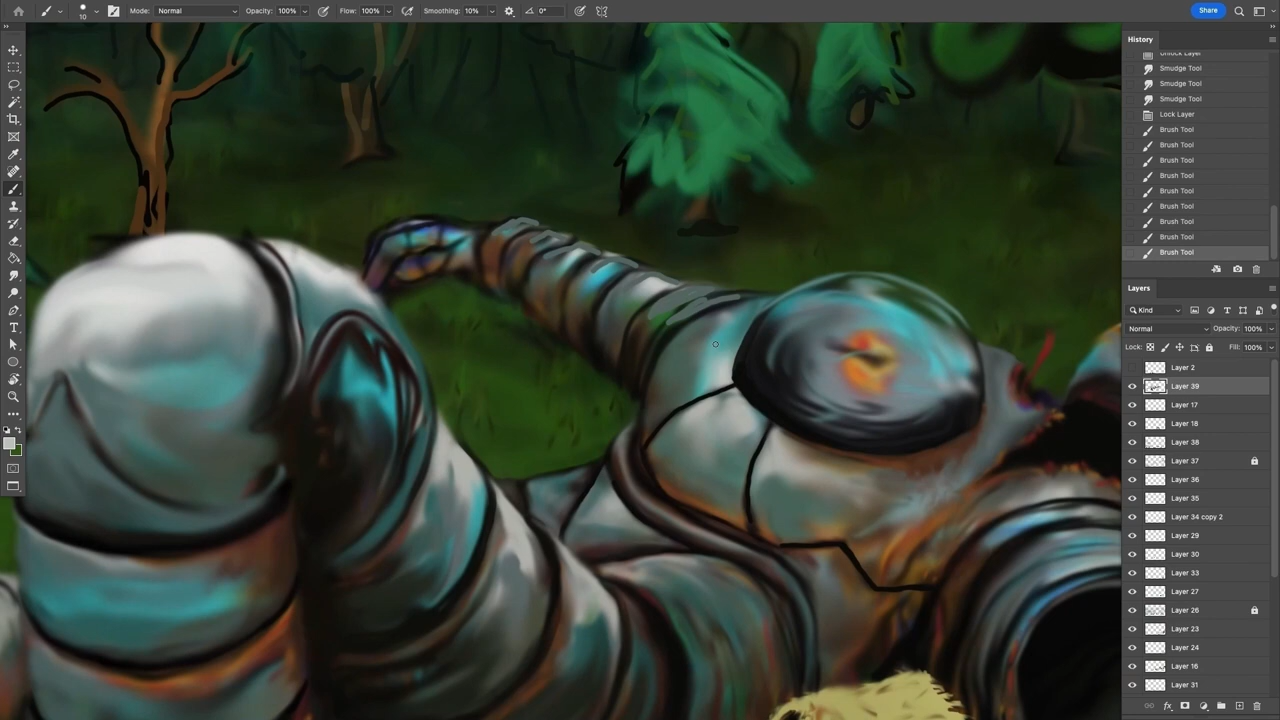 10
Mode: Normal Opacity: 100% Flow: 100% Smoothing: 10% 0° Share
History
Unlock Layer
Smudge Tool
Smudge Tool
Smudge Tool
Lock Layer
Brush Tool
Brush Tool
Brush Tool
Brush Tool
Brush Tool
Brush Tool
Brush Tool
Brush Tool
Brush Tool
Layers
Kind
Normal Opacity: 100%
Lock: Fill: 100%
Layer 2
Layer 39
Layer 17
Layer 18
Layer 38
Layer 37
Layer 36
Layer 35
Layer 34 copy 2
Layer 29
Layer 30
Layer 33
Layer 27
Layer 26
Layer 23
Layer 24
Layer 16
Layer 31